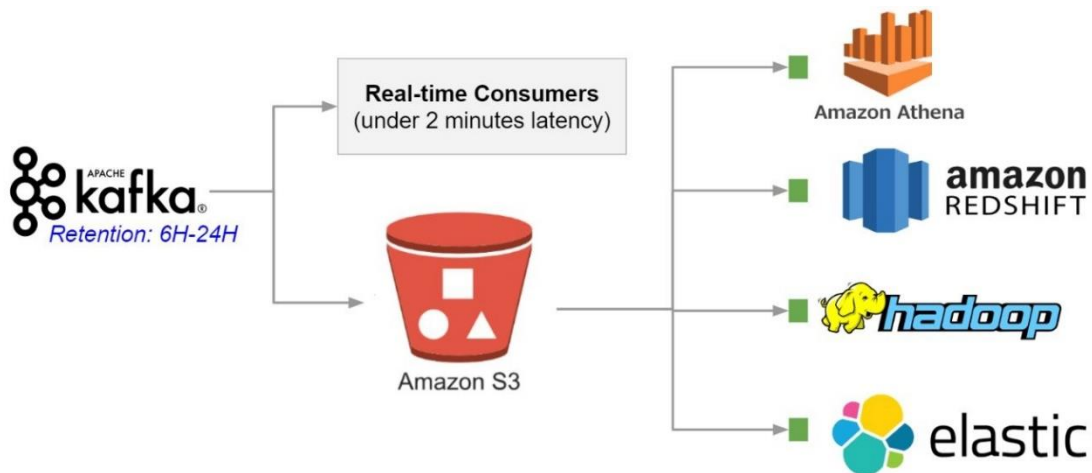 APACHE
kafka®
Retention: 6H-24H
Real-time Consumers
(under 2 minutes latency)
Amazon S3
Amazon Athena
amazon
REDSHIFT
hadoop
elastic